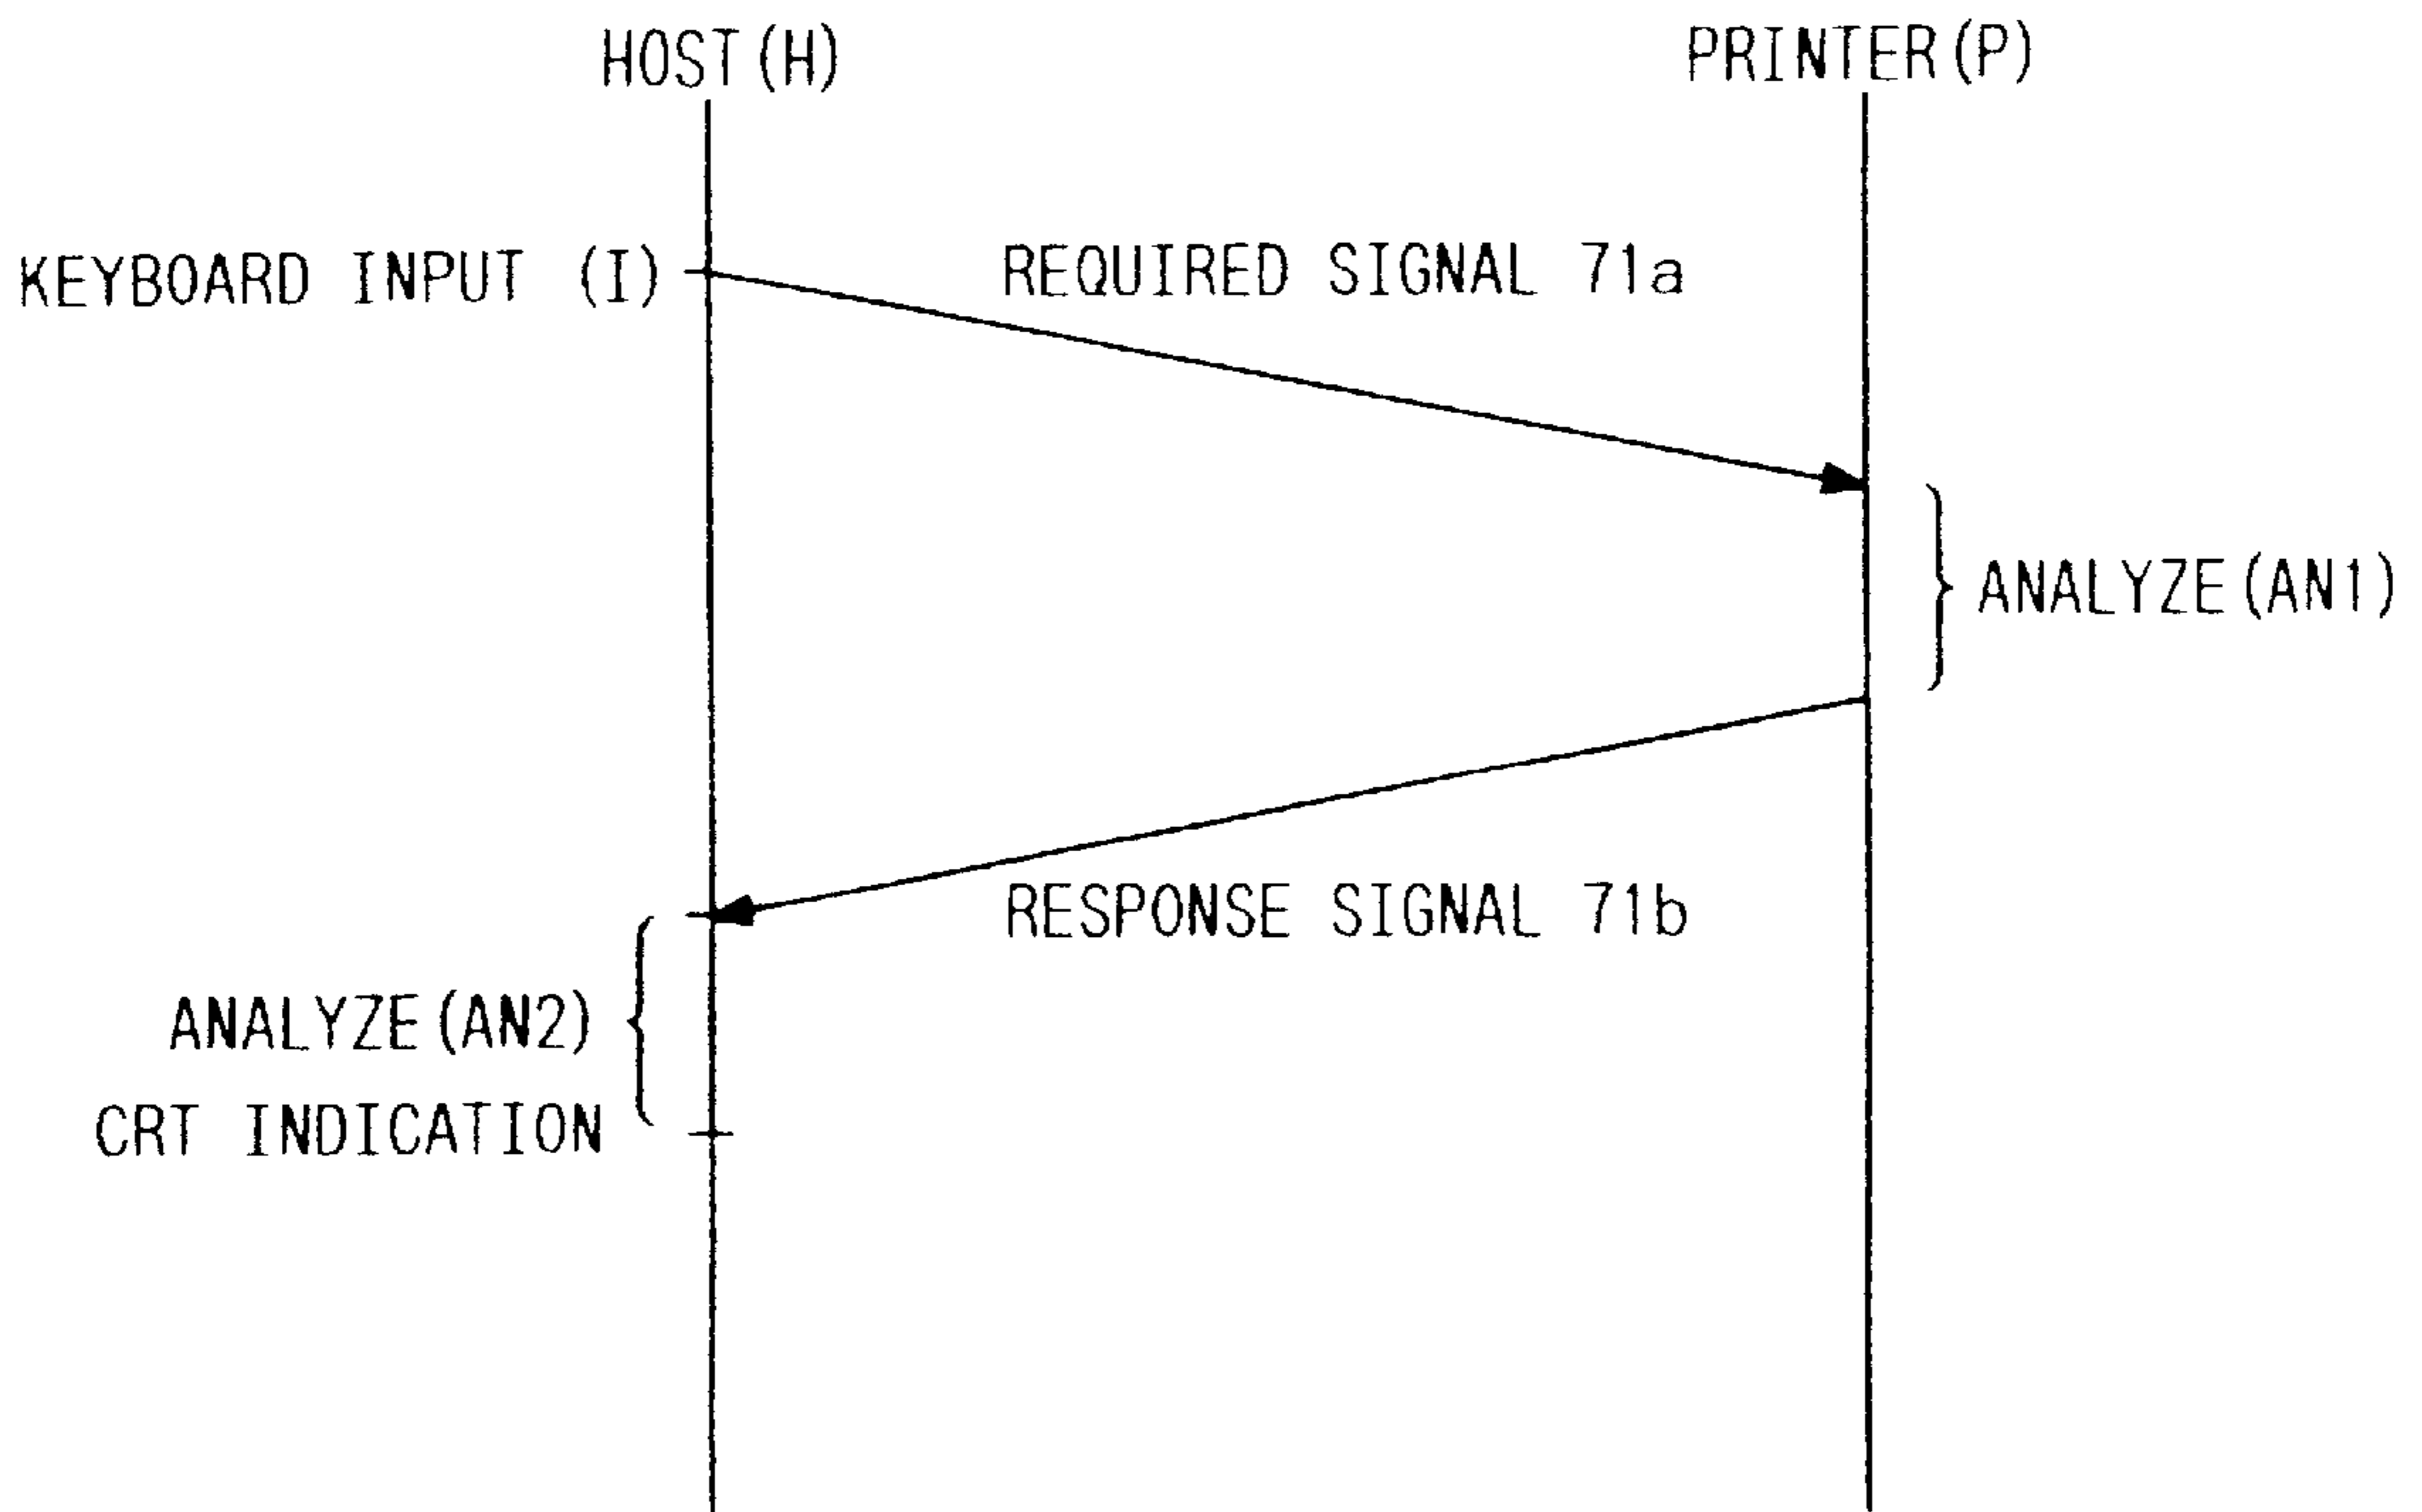 HOST(H)
PRINTER(P)
KEYBOARD INPUT (I)
REQUIRED SIGNAL 71a
ANALYZE(AN1)
RESPONSE SIGNAL 71b
ANALYZE(AN2)
CRT INDICATION